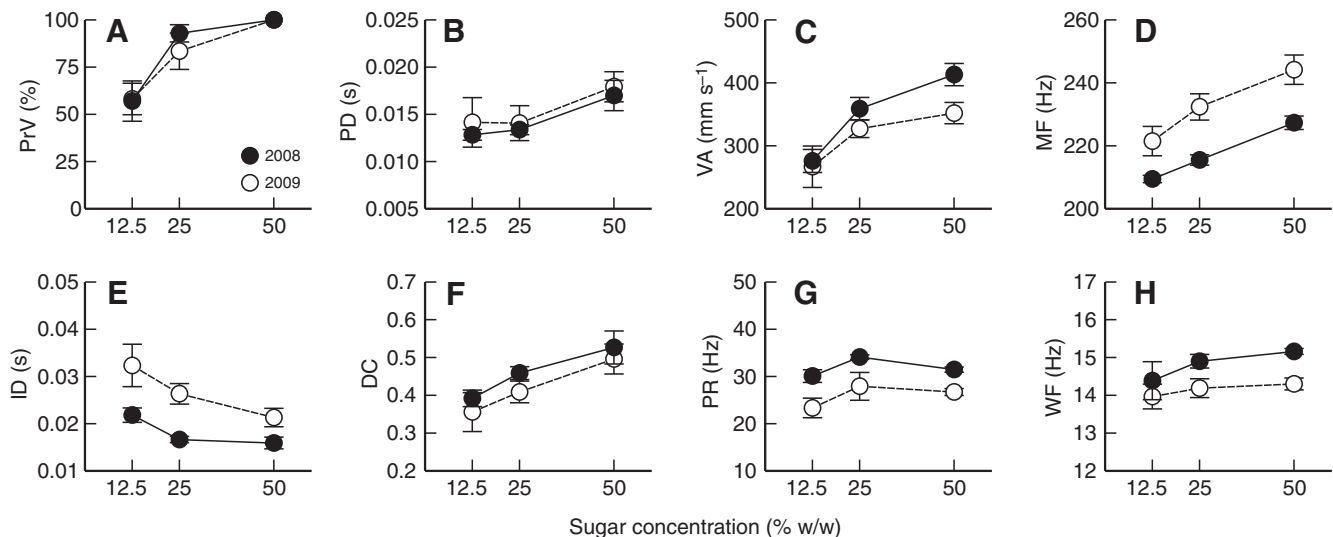 A
PrV (%)
100
75
50
25
0
12.5 25 50
2008
2009
B
PD (s)
0.025
0.020
0.015
0.010
0.005
12.5 25 50
C
VA (mm s⁻¹)
500
400
300
200
12.5 25 50
D
MF (Hz)
260
240
220
200
12.5 25 50
E
ID (s)
0.05
0.04
0.03
0.02
0.01
12.5 25 50
F
DC
0.7
0.6
0.5
0.4
0.3
0.2
12.5 25 50
G
PR (Hz)
50
40
30
20
10
12.5 25 50
H
WF (Hz)
17
16
15
14
13
12
12.5 25 50
Sugar concentration (% w/w)